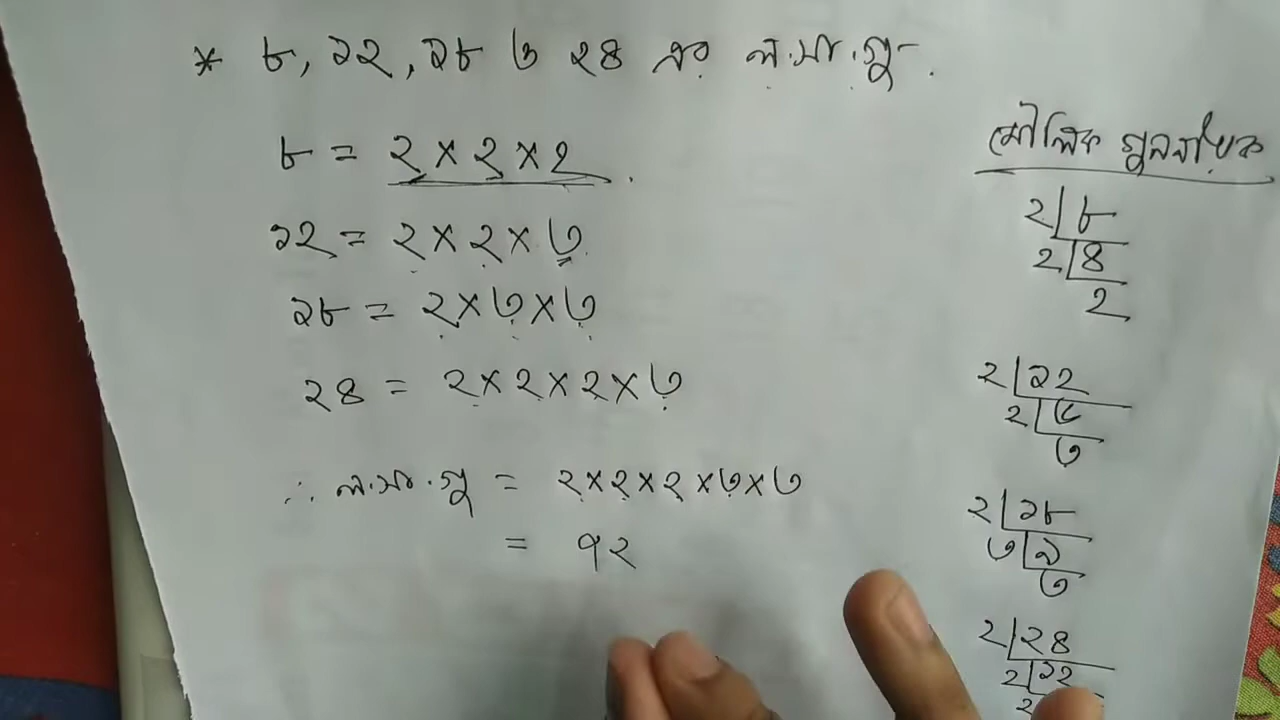 * ৮, ১২, ১৮ ও ২৪ এর ল.সা.গু-.
৮ = ২×২×২.
১২ = ২×২×৩
১৮ = ২×৩×৩
২৪ = ২×২×২×৩
∴ ল.সা.গু = ২×২×২×৩×৩
= ৭২
মৌলিক গুননীয়ক
২|৮
২|৪
২
২|১২
২|৬
৩
২|১৮
৩|৯
৩
২|২৪
২|১২
২